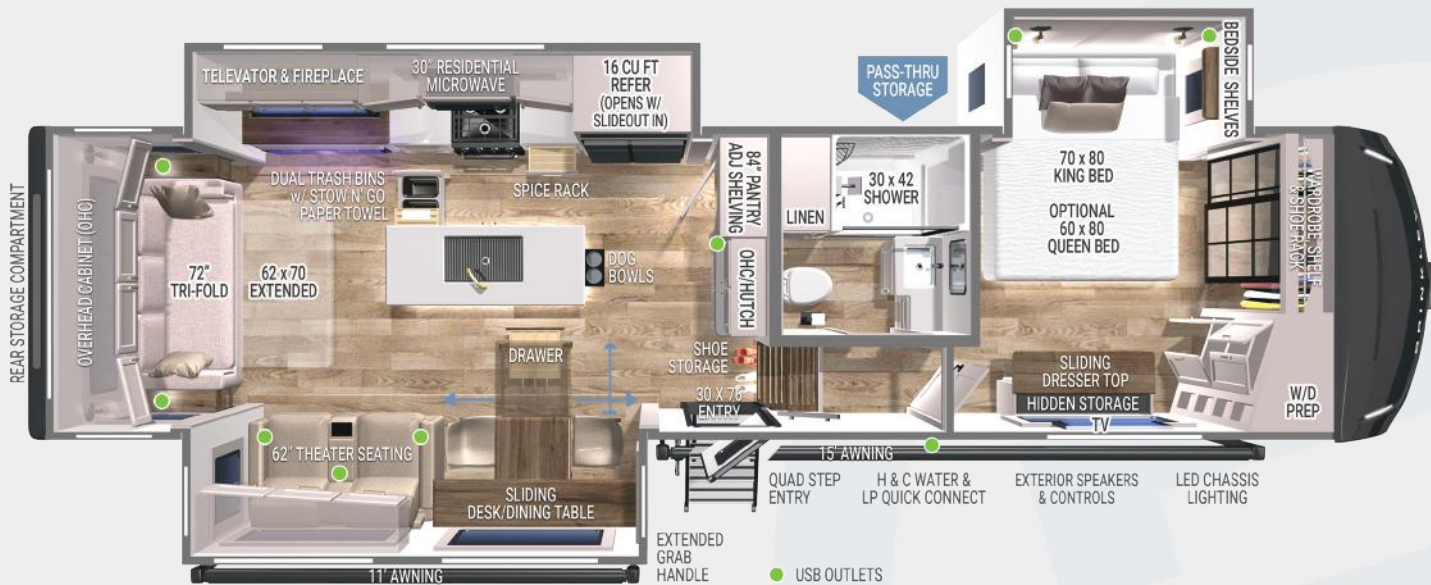 REAR STORAGE COMPARTMENT
OVERHEAD CABINET (OHC)
TELEVATOR & FIREPLACE
30" RESIDENTIAL
MICROWAVE
16 CU FT
REFER
(OPENS W/
SLIDEOUT IN)
DUAL TRASH BINS
w/ STOW N' GO
PAPER TOWEL
SPICE RACK
72"
TRI-FOLD
62 x 70
EXTENDED
DOG
BOWLS
84" PANTRY
ADJ SHELVING
OHC/HUTCH
DRAWER
SHOE
STORAGE
30 X 76
ENTRY
62" THEATER SEATING
SLIDING
DESK/DINING TABLE
11' AWNING
PASS-THRU
STORAGE
LINEN
30 x 42
SHOWER
BEDSIDE SHELVES
70 x 80
KING BED
OPTIONAL
60 x 80
QUEEN BED
WARDROBE SHELF
& SHOE RACK
SLIDING
DRESSER TOP
HIDDEN STORAGE
TV
W/D
PREP
BRINKLEY
15' AWNING
QUAD STEP
ENTRY
H & C WATER &
LP QUICK CONNECT
EXTERIOR SPEAKERS
& CONTROLS
LED CHASSIS
LIGHTING
EXTENDED
GRAB
HANDLE
USB OUTLETS